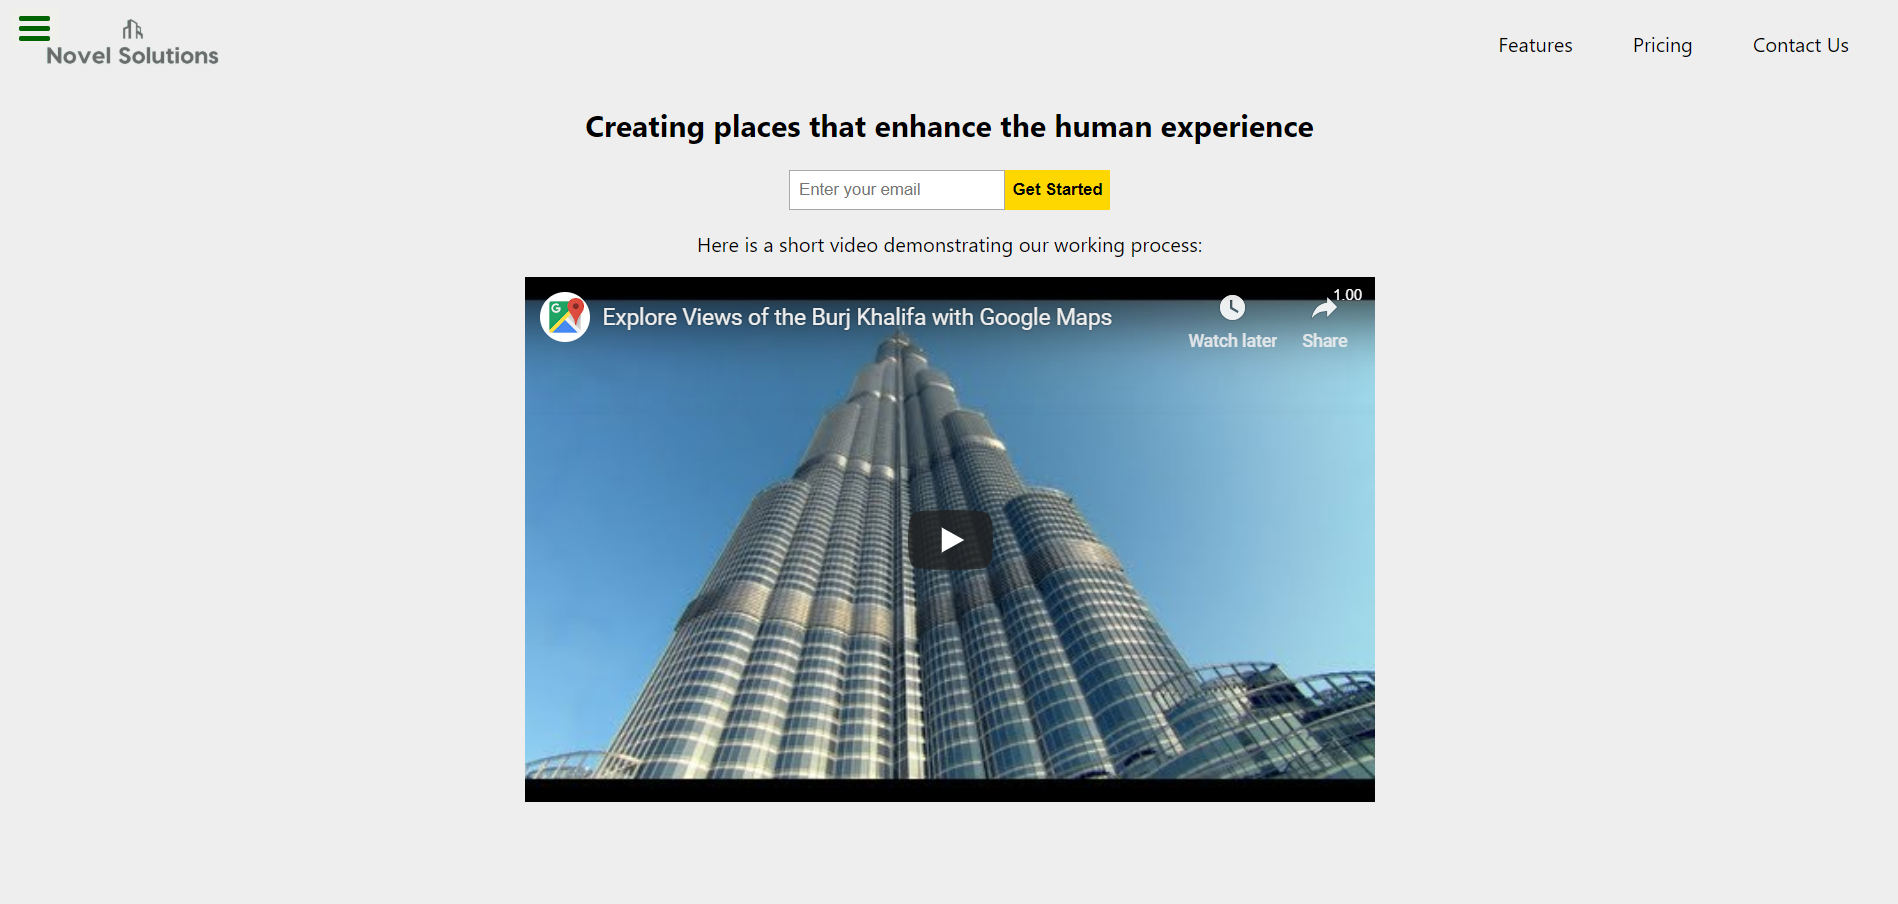 Novel Solutions
Features
Pricing
Contact Us
Creating places that enhance the human experience
Enter your email
Get Started
Here is a short video demonstrating our working process:
G
Explore Views of the Burj Khalifa with Google Maps
1.00
Watch later
Share